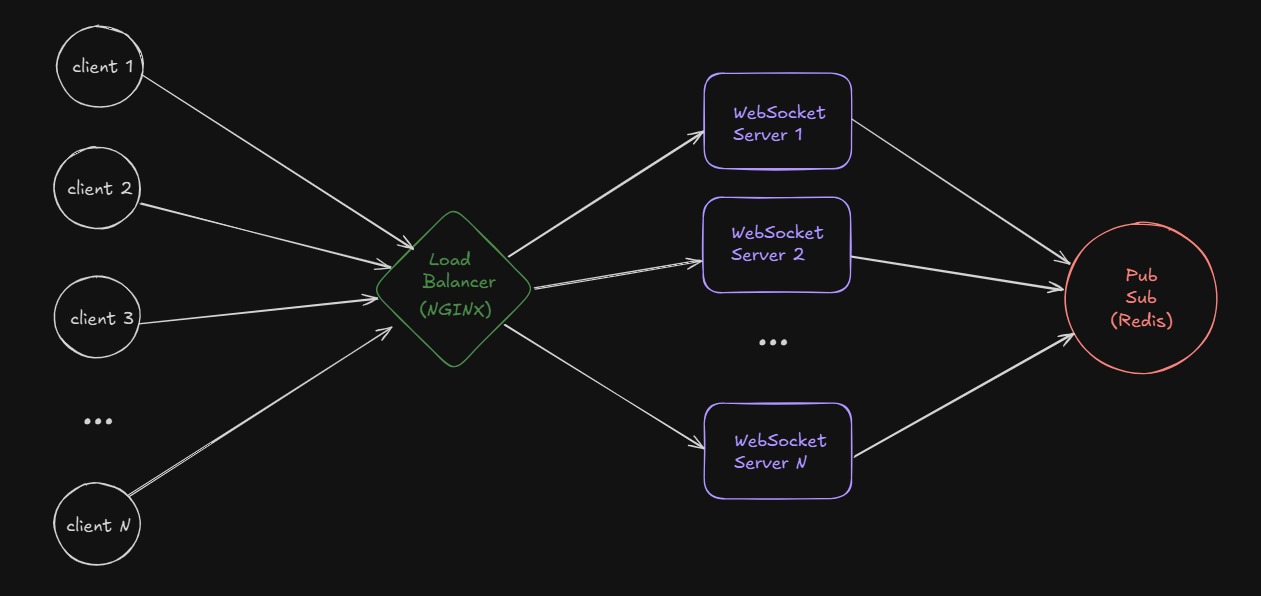 client 1
client 2
client 3
...
client N
Load
Balancer
(NGINX)
WebSocket
Server 1
WebSocket
Server 2
...
WebSocket
Server N
Pub
Sub
(Redis)